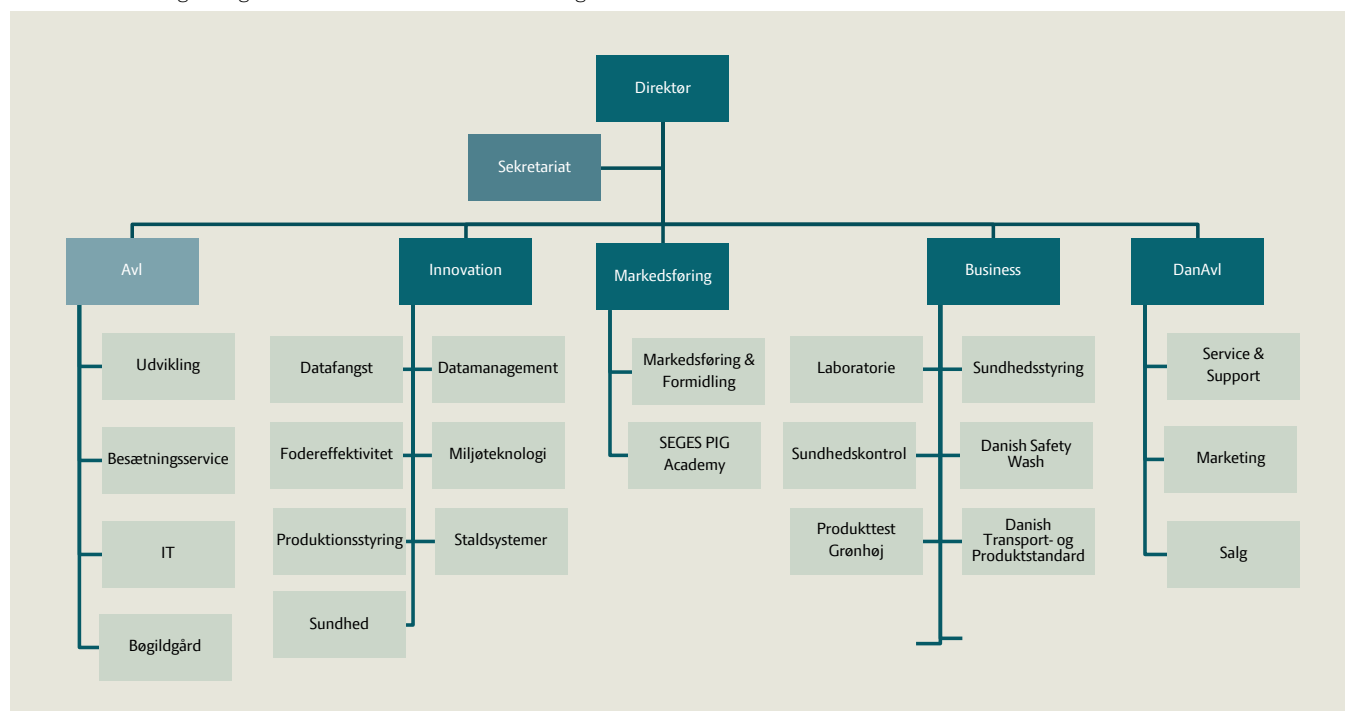 Direktør
Sekretariat
Avl
Innovation
Markedsføring
Business
DanAvl
Udvikling
Besætningsservice
IT
Bøgildgård
Datafangst
Datamanagement
Fodereffektivitet
Miljøteknologi
Produktionsstyring
Staldsystemer
Sundhed
Markedsføring &
Formidling
SEGES PIG
Academy
Laboratorie
Sundhedsstyring
Sundhedskontrol
Danish Safety
Wash
Produkttest
Grønhøj
Danish
Transport- og
Produktstandard
Service &
Support
Marketing
Salg